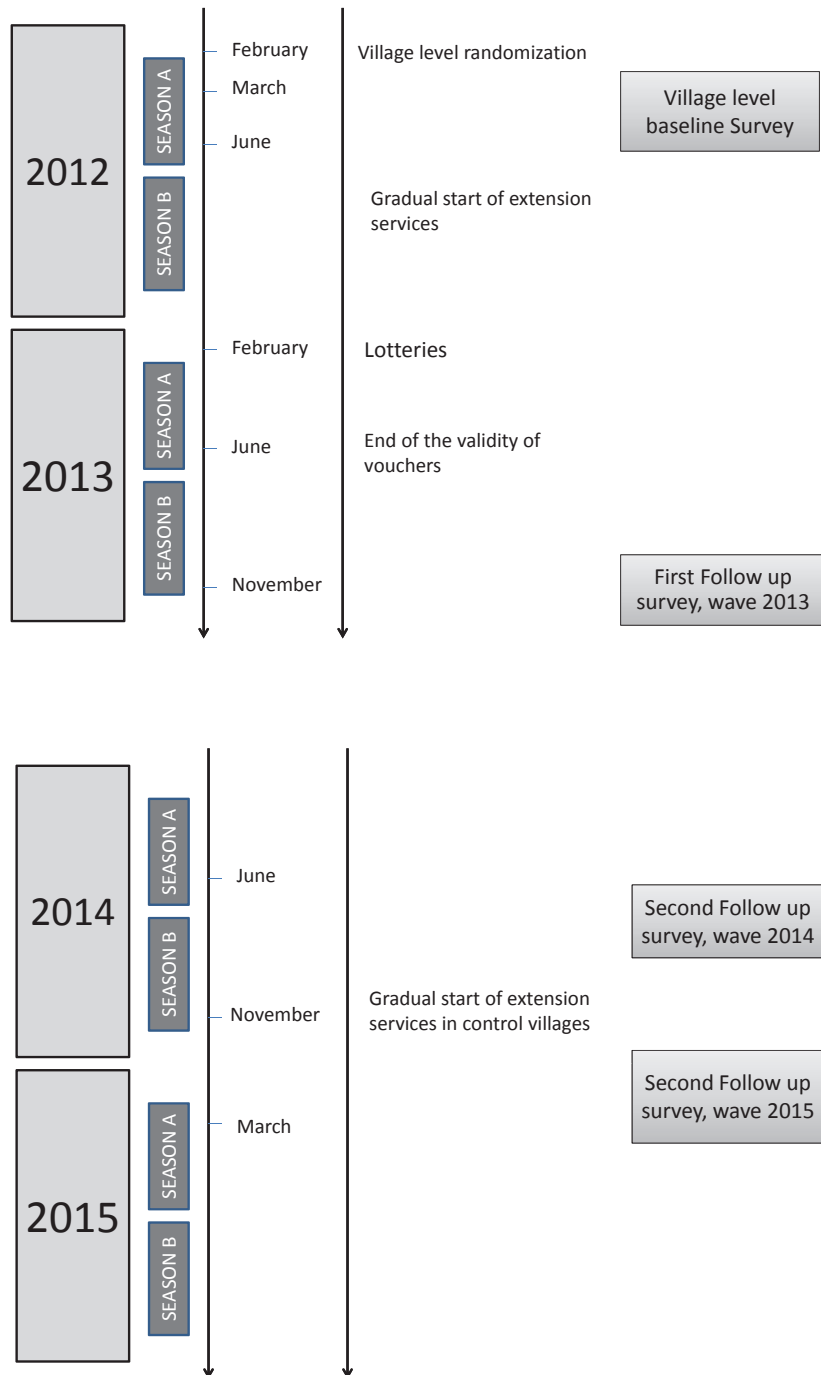 2012
SEASON A
SEASON B
February
March
June
Village level randomization
Gradual start of extension
services
Village level
baseline Survey
2013
SEASON A
SEASON B
February
June
November
Lotteries
End of the validity of
vouchers
First Follow up
survey, wave 2013
2014
SEASON A
SEASON B
June
November
Gradual start of extension
services in control villages
Second Follow up
survey, wave 2014
2015
SEASON A
SEASON B
March
Second Follow up
survey, wave 2015